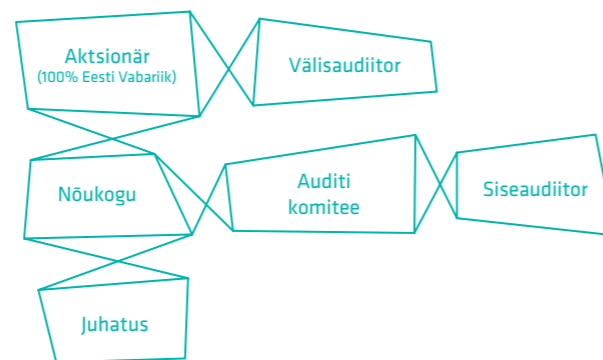 Aktsionär
(100% Eesti Vabariik)
Välisaudiitor
Nõukogu
Auditi
komitee
Siseaudiitor
Juhatus